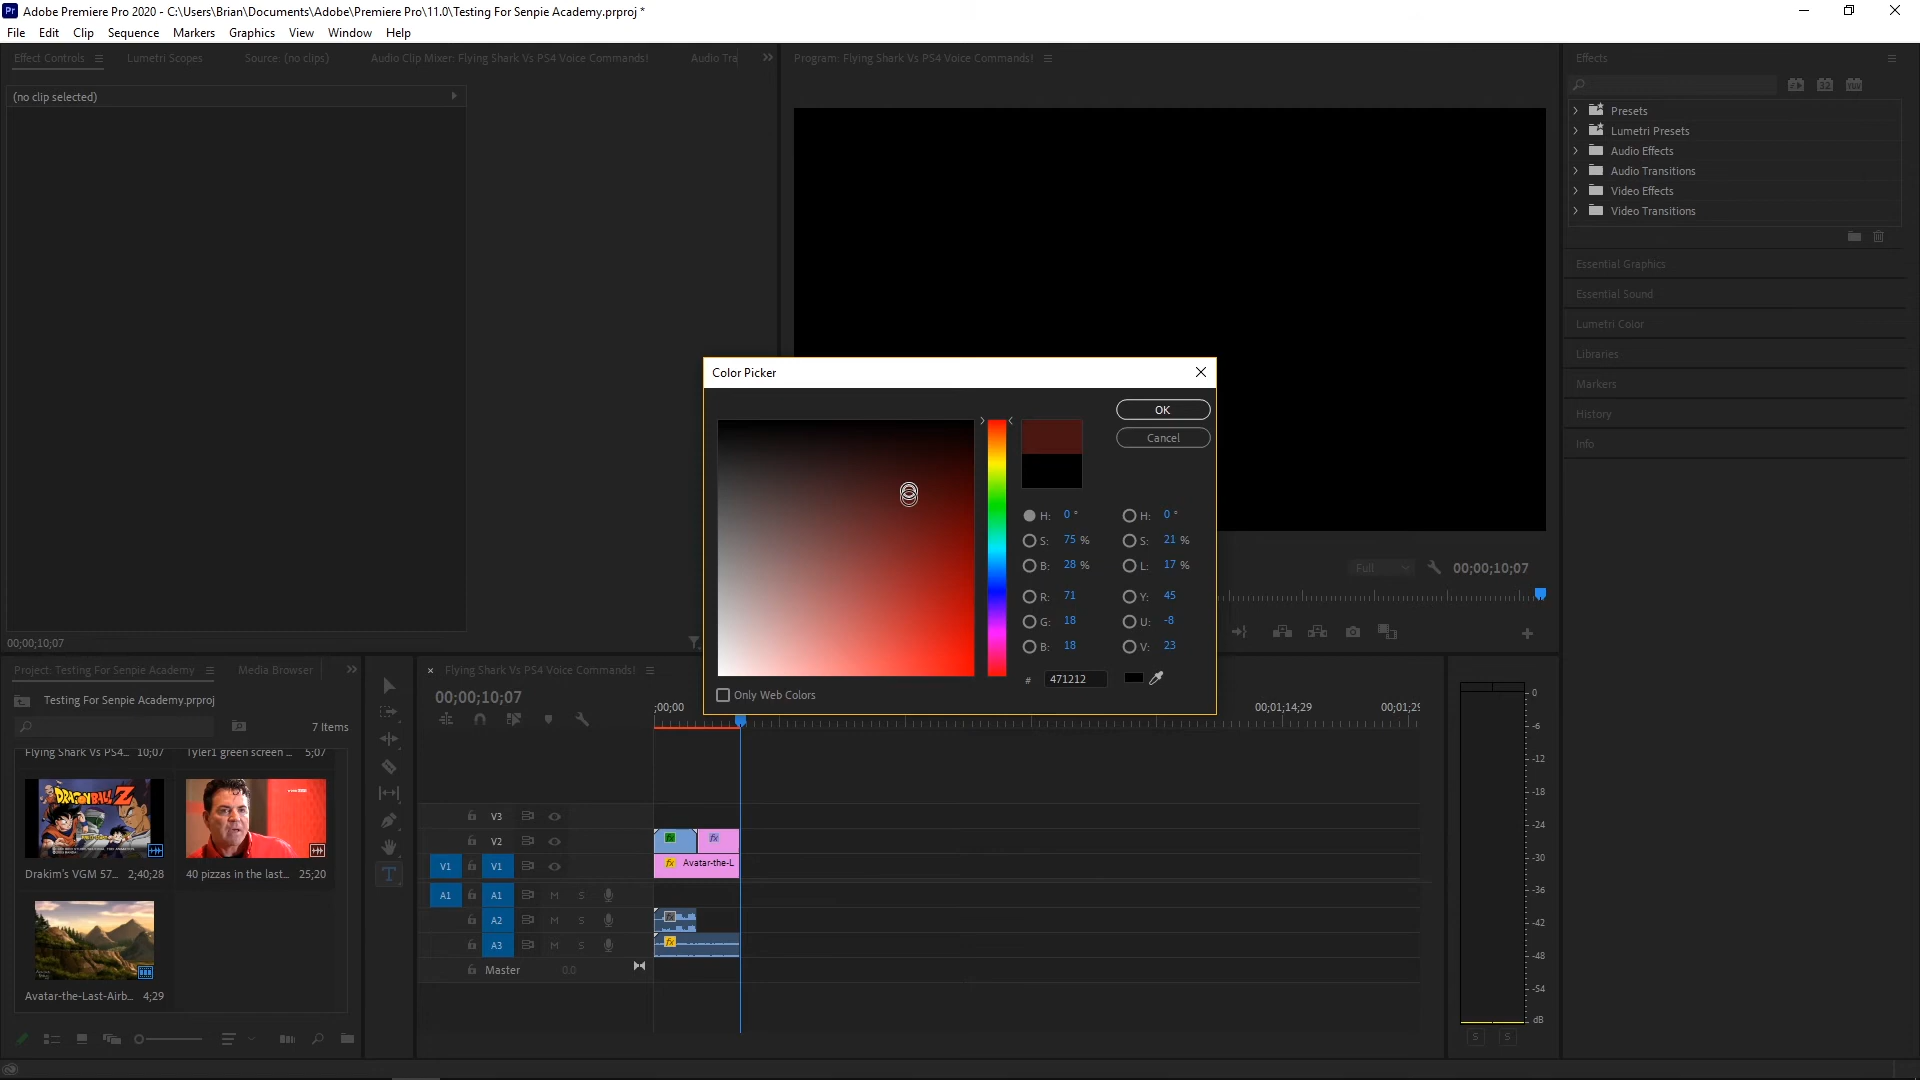 Adobe Premiere Pro 2020 - C:\Users\Brian\Documents\Adobe\Premiere Pro\11.0\Testing For Senpie Academy.prproj *
File Edit Clip Sequence Markers Graphics View Window Help
Effect Controls Lumetri Scopes Source: (no clips) Audio Clip Mixer: Flying Shark Vs PS4 Voice Commands! Audio Tra
Program: Flying Shark Vs PS4 Voice Commands!
Effects
(no clip selected)
Presets
Lumetri Presets
Audio Effects
Audio Transitions
Video Effects
Video Transitions
Essential Graphics
Essential Sound
Lumetri Color
Libraries
Markers
History
Info
Color Picker
OK
Cancel
H: 0 ° H: 0 °
S: 75 % S: 21 %
B: 28 % L: 17 %
R: 71 Y: 45
G: 18 U: -8
B: 18 V: 23
# 471212
Only Web Colors
Full 00;00;10;07
00;00;10;07
Project: Testing For Senpie Academy Media Browser
Testing For Senpie Academy.prproj
7 Items
Flying Shark Vs PS4... 10;07 Tyler1 green screen ... 5;07
DRAGONBALL Z
Drakim's VGM 57... 2;40;28 40 pizzas in the last... 25;20
Avatar-the-Last-Airb... 4;29
Flying Shark Vs PS4 Voice Commands!
00;00;10;07
;00;00 00;01;14;29 00;01;29
V3
V2
V1 V1
A1 A1 M S
A2 M S
A3 M S
Master 0.0
fx fx
fx Avatar-the-L
fx
0
-6
-12
-18
-24
-30
-36
-42
-48
-54
dB
S S